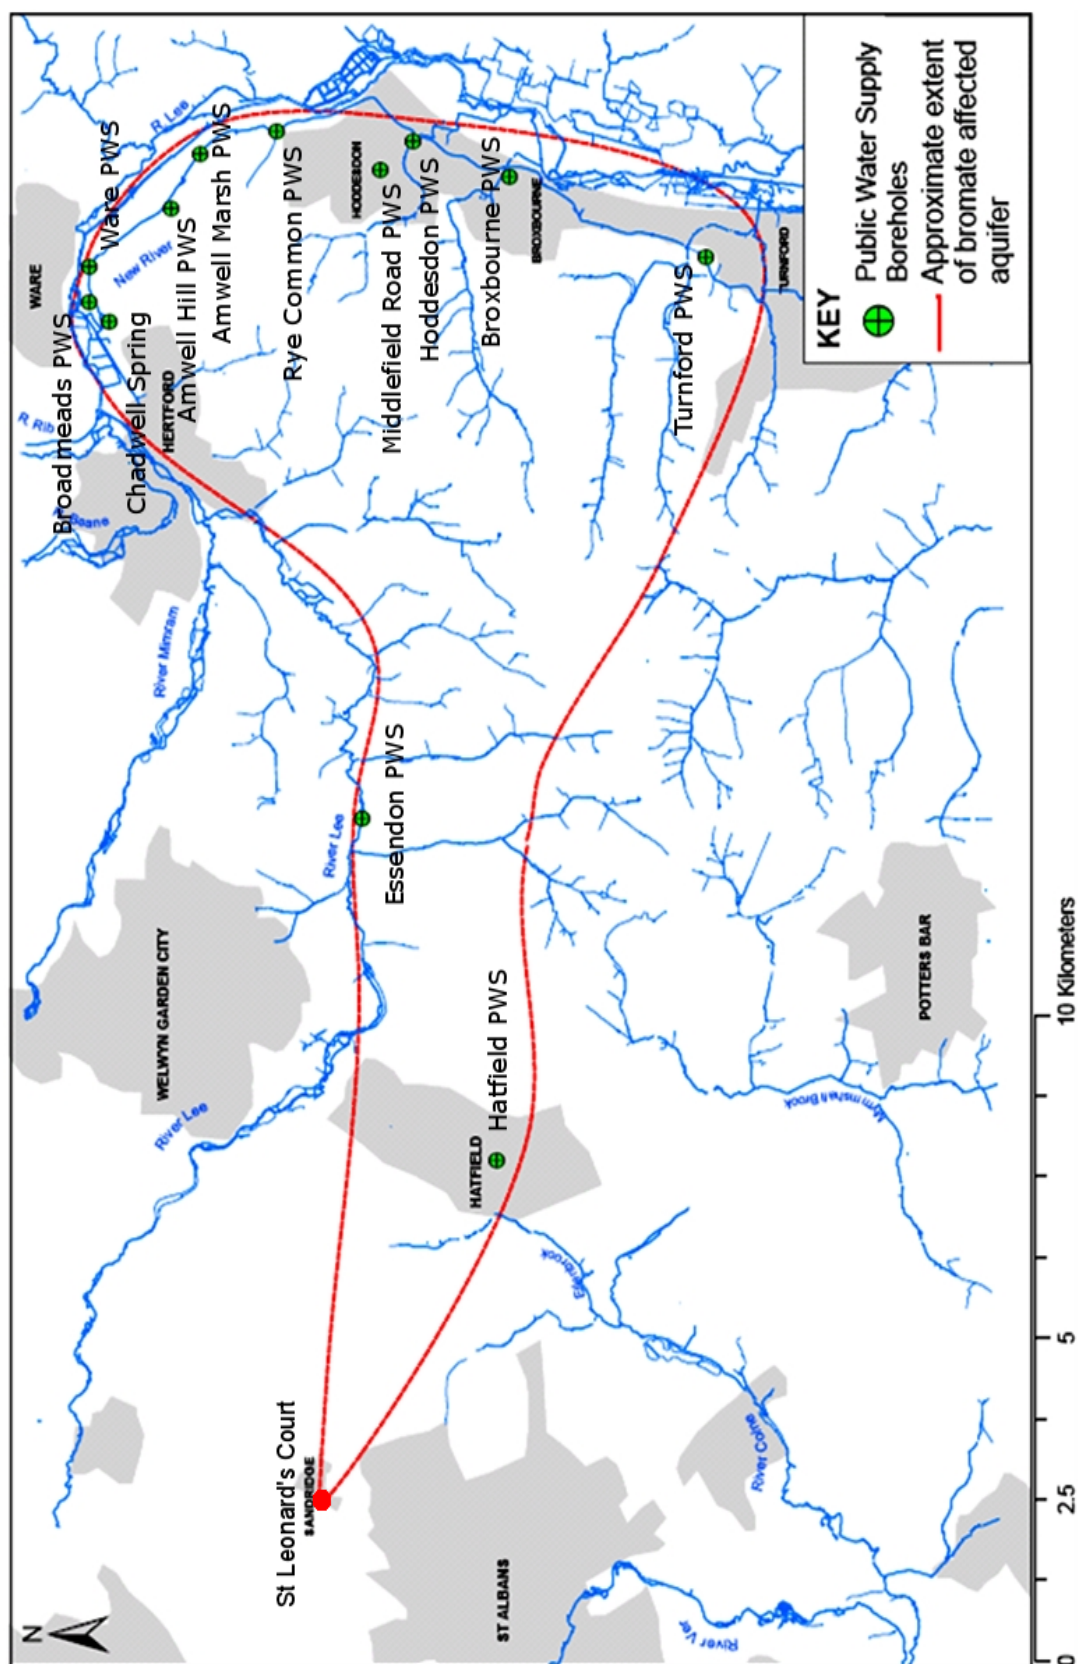 N
WARE
Broadmeads PWS
Ware PWS
R. Lee
R. Rib
New River
Chadwell Spring
HERTFORD
Amwell Hill PWS
Amwell Marsh PWS
Rye Common PWS
HODDESDON
Middlefield Road PWS
Hoddesdon PWS
Broxbourne PWS
BROXBOURNE
Turnford PWS
TURNFORD
River Mimram
WELWYN GARDEN CITY
River Lee
River Lee
Essendon PWS
HATFIELD
Hatfield PWS
Ellenbrook
St Leonard's Court
SANDRIDGE
ST ALBANS
River Ver
River Colne
POTTERS BAR
KEY
Public Water Supply
Boreholes
Approximate extent
of bromate affected
aquifer
0 2.5 5 10 Kilometers